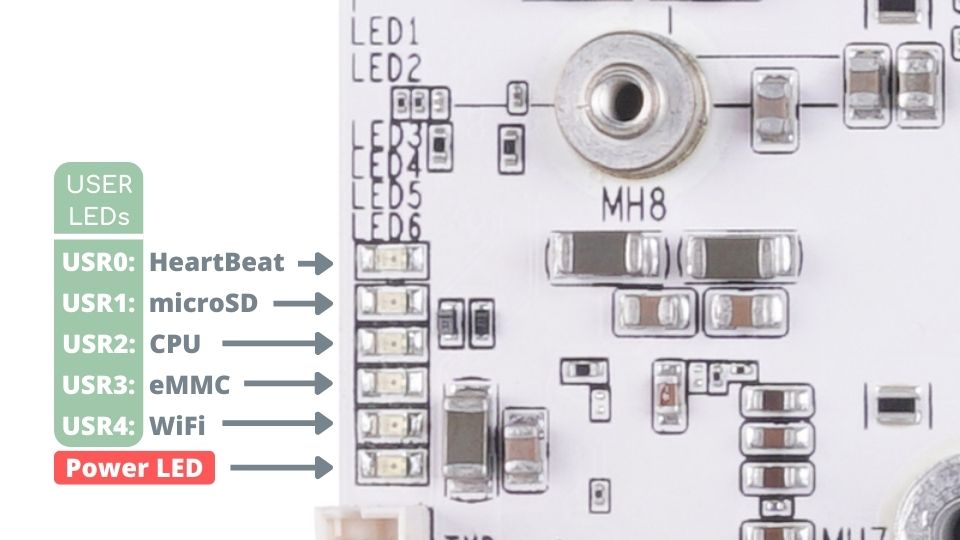 LED1
LED2
LED3
LED4
LED5
LED6
MH8
USER
LEDs
USR0: HeartBeat
USR1: microSD
USR2: CPU
USR3: eMMC
USR4: WiFi
Power LED
MH7